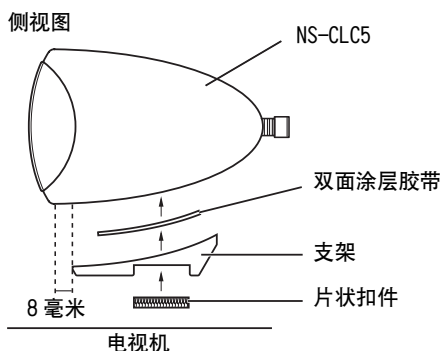 侧视图
NS-CLC5
双面涂层胶带
支架
片状扣件
8 毫米
电视机